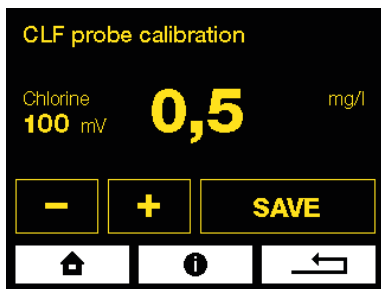 CLF probe calibration
Chlorine
100 mV
0,5 mg/l
- + SAVE